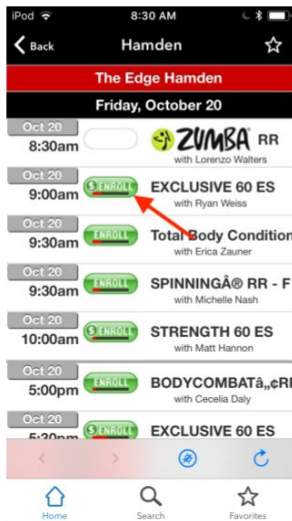 iPod 8:30 AM
Back Hamden
The Edge Hamden
Friday, October 20
Oct 20
8:30am ZUMBA RR
with Lorenzo Walters
Oct 20
9:00am $ ENROLL EXCLUSIVE 60 ES
with Ryan Weiss
Oct 20
9:30am ENROLL Total Body Condition
with Erica Zauner
Oct 20
9:30am ENROLL SPINNINGÂ® RR - F
with Michelle Nash
Oct 20
10:00am $ ENROLL STRENGTH 60 ES
with Matt Hannon
Oct 20
5:00pm ENROLL BODYCOMBATâ„¢RI
with Cecelia Daly
Oct 20
5:30pm $ ENROLL EXCLUSIVE 60 ES
Home Search Favorites